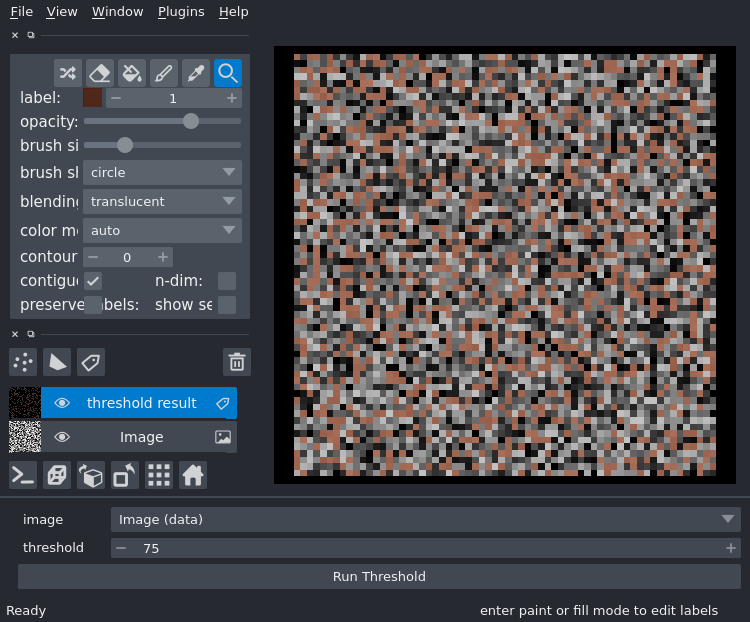 File View Window Plugins Help
label: 1
opacity:
brush si
brush sl circle
blending translucent
color m auto
contour 0
contigu n-dim:
preserve abels: show se
threshold result
Image
image Image (data)
threshold 75
Run Threshold
Ready enter paint or fill mode to edit labels